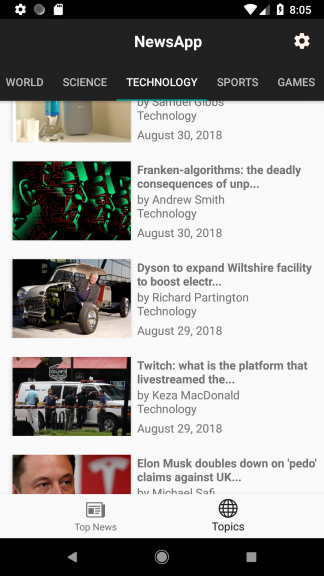 8:05
NewsApp
WORLD SCIENCE TECHNOLOGY SPORTS GAMES
by Samuel Gibbs
Technology
August 30, 2018
Franken-algorithms: the deadly
consequences of unp...
by Andrew Smith
Technology
August 30, 2018
Dyson to expand Wiltshire facility
to boost electr...
by Richard Partington
Technology
August 29, 2018
Twitch: what is the platform that
livestreamed the...
by Keza MacDonald
Technology
August 29, 2018
Elon Musk doubles down on 'pedo'
claims against UK...
by Michael Safi
Top News Topics